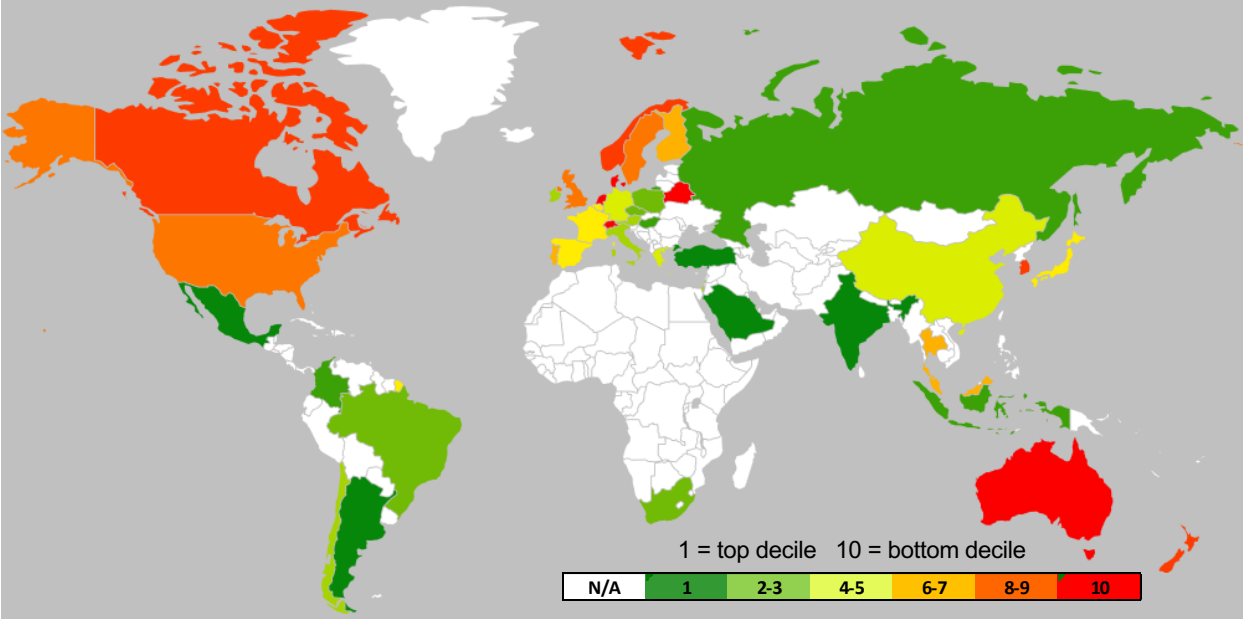 1 = top decile 10 = bottom decile
N/A 1 2-3 4-5 6-7 8-9 10